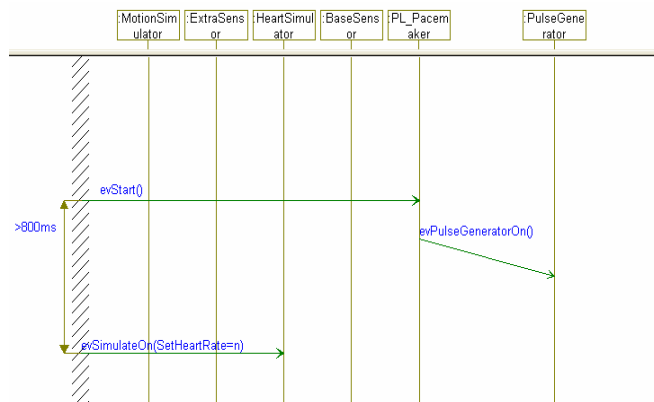 :MotionSim
ulator
:ExtraSens
or
:HeartSimul
ator
:BaseSens
or
:PL_Pacem
aker
:PulseGene
rator
evStart()
>800ms
evPulseGeneratorOn()
evSimulateOn(SetHeartRate=n)